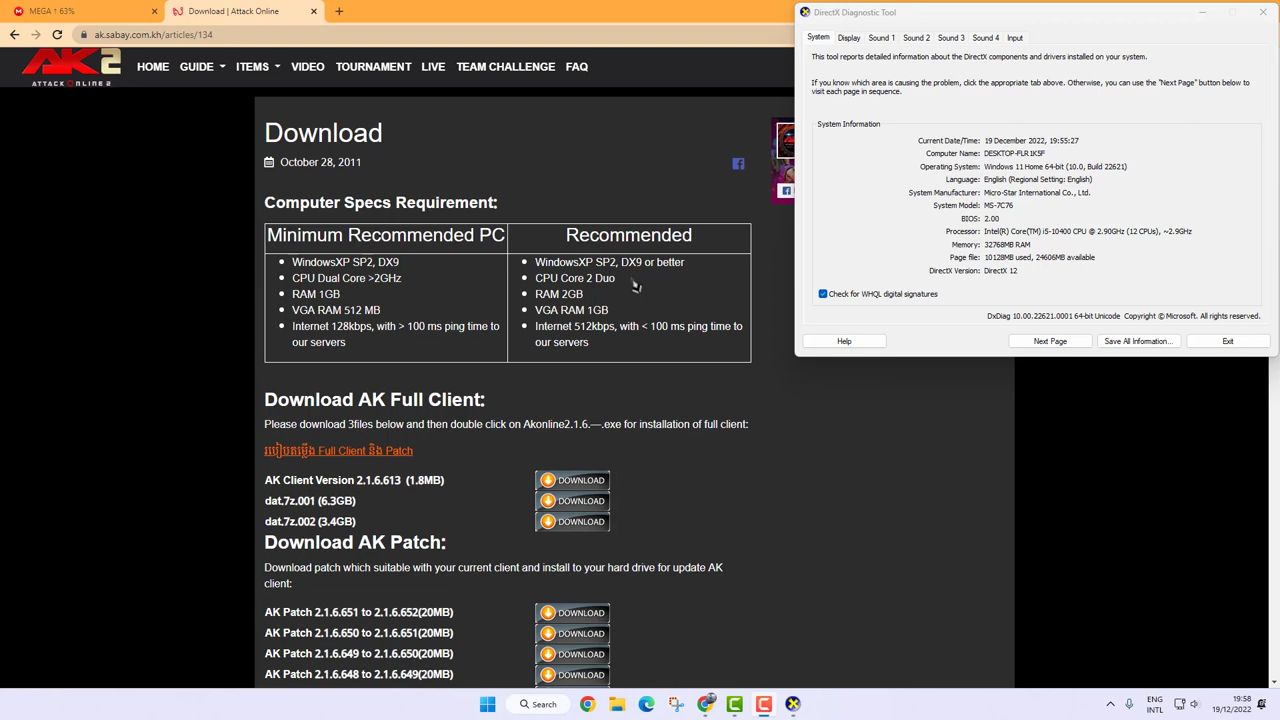 MEGA ↑ 63%
Download | Attack Online
ak.sabay.com.kh/articles/134
AK 2
ATTACK ONLINE 2
HOME GUIDE ITEMS VIDEO TOURNMENT LIVE TEAM CHALLENGE FAQ
Download
October 28, 2011
Computer Specs Requirement:
Minimum Recommended PC
WindowsXP SP2, DX9
CPU Dual Core >2GHz
RAM 1GB
VGA RAM 512 MB
Internet 128kbps, with > 100 ms ping time to
our servers
Recommended
WindowsXP SP2, DX9 or better
CPU Core 2 Duo
RAM 2GB
VGA RAM 1GB
Internet 512kbps, with < 100 ms ping time to
our servers
Download AK Full Client:
Please download 3files below and then double click on Akonline2.1.6.—.exe for installation of full client:
របៀបតម្លើង Full Client និង Patch
AK Client Version 2.1.6.613 (1.8MB) DOWNLOAD
dat.7z.001 (6.3GB) DOWNLOAD
dat.7z.002 (3.4GB) DOWNLOAD
Download AK Patch:
Download patch which suitable with your current client and install to your hard drive for update AK
client:
AK Patch 2.1.6.651 to 2.1.6.652(20MB) DOWNLOAD
AK Patch 2.1.6.650 to 2.1.6.651(20MB) DOWNLOAD
AK Patch 2.1.6.649 to 2.1.6.650(20MB) DOWNLOAD
AK Patch 2.1.6.648 to 2.1.6.649(20MB) DOWNLOAD
DirectX Diagnostic Tool
System Display Sound 1 Sound 2 Sound 3 Sound 4 Input
This tool reports detailed information about the DirectX components and drivers installed on your system.
If you know which area is causing the problem, click the appropriate tab above. Otherwise, you can use the "Next Page" button below to
visit each page in sequence.
System Information
Current Date/Time: 19 December 2022, 19:55:27
Computer Name: DESKTOP-FLR1K5F
Operating System: Windows 11 Home 64-bit (10.0, Build 22621)
Language: English (Regional Setting: English)
System Manufacturer: Micro-Star International Co., Ltd.
System Model: MS-7C76
BIOS: 2.00
Processor: Intel(R) Core(TM) i5-10400 CPU @ 2.90GHz (12 CPUs), ~2.9GHz
Memory: 32768MB RAM
Page file: 10128MB used, 24606MB available
DirectX Version: DirectX 12
Check for WHQL digital signatures
DxDiag 10.00.22621.0001 64-bit Unicode Copyright © Microsoft. All rights reserved.
Help Next Page Save All Information... Exit
Search
ENG
INTL
19:58
19/12/2022